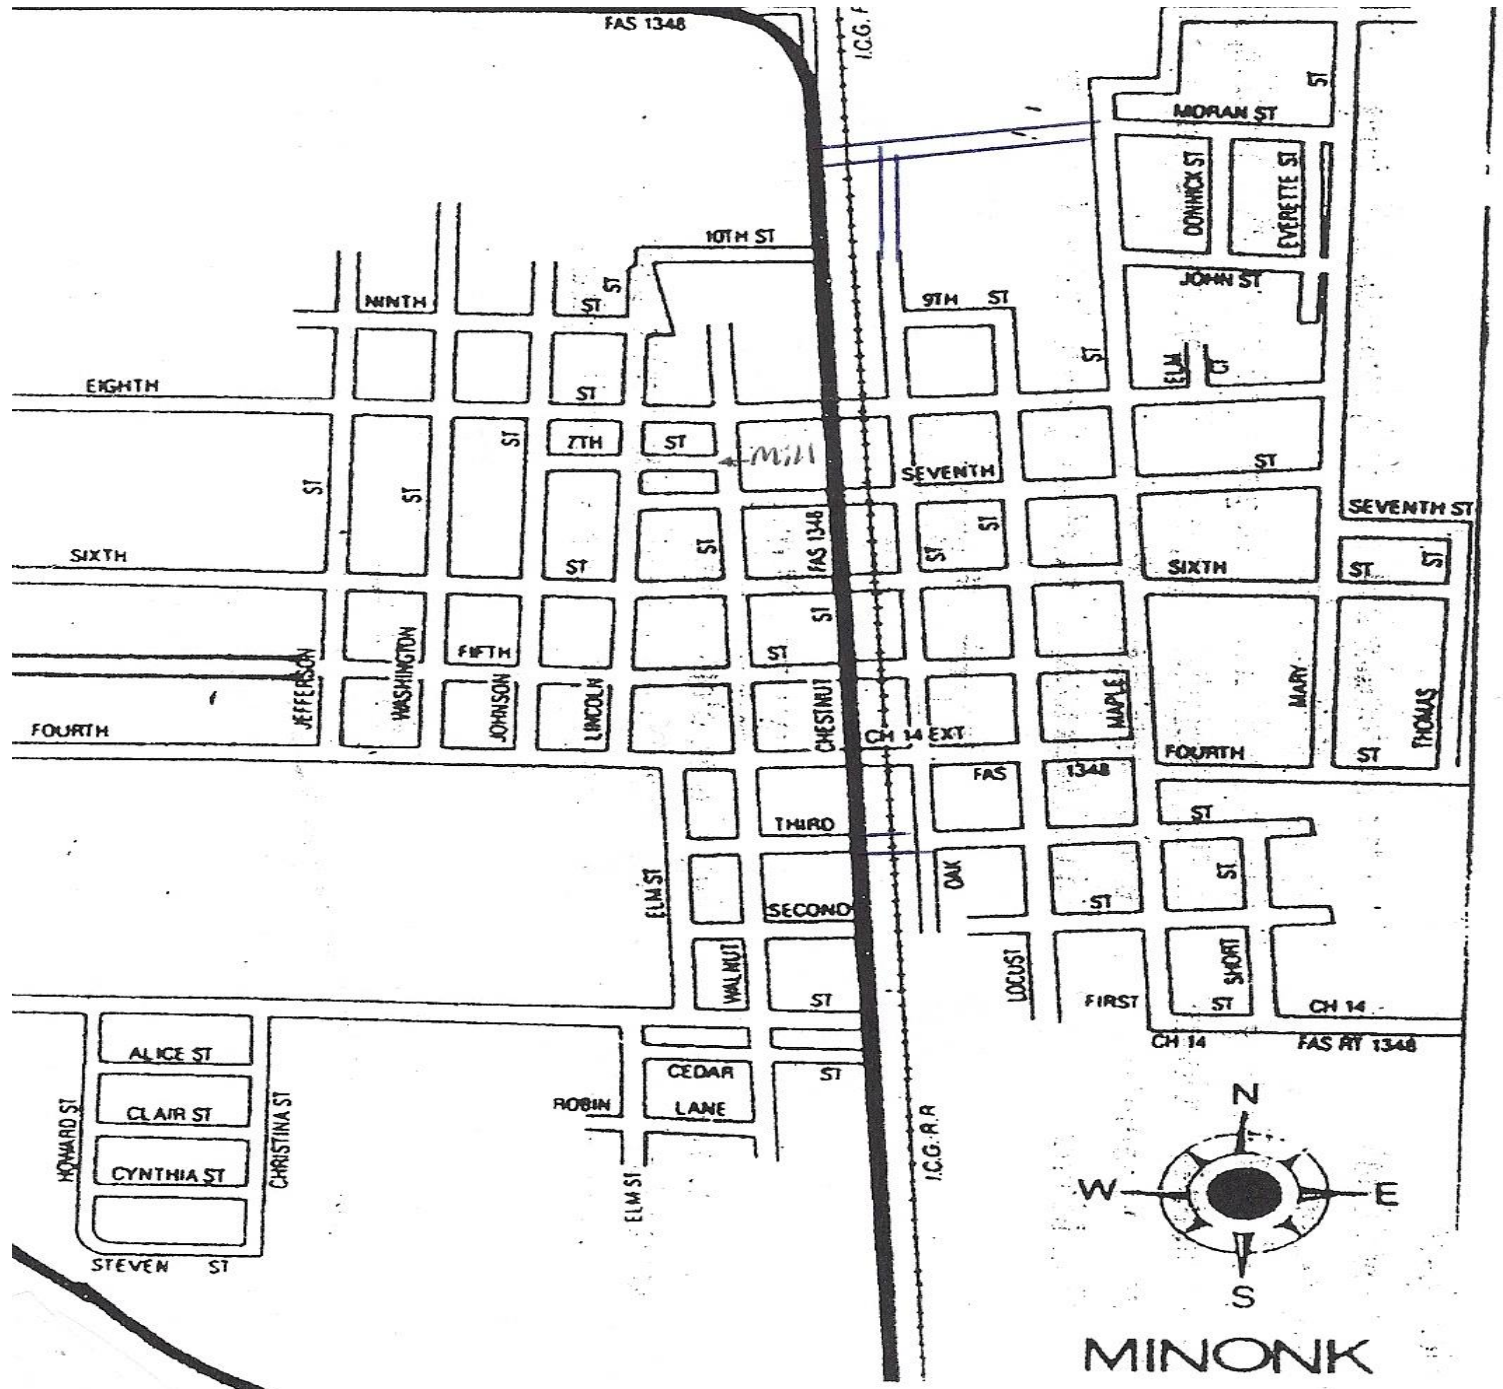 FAS 1348
I.C.G. R
ST
MORAN ST
DONNICK ST
EVERETTE ST
10TH ST
JOHN ST
ST
NINTH
ST
9TH
ST
ST
ELM
CT
EIGHTH
ST
ST
7TH
ST
ST
SEVENTH
ST
ST
ST
SEVENTH ST
FAS 1348
ST
ST
ST
SIXTH
ST
SIXTH
ST
ST
ST
FIFTH
ST
JEFFERSON
WASHINGTON
JOHNSON
LINCOLN
CHESTNUT
MAPLE
MARY
THOMAS
FOURTH
CH 14 EXT
FOURTH
ST
FAS
1348
THIRD
ST
ELM ST
OAK
ST
SECOND
ST
WALNUT
LOCUST
SHORT
ST
FIRST
ST
CH 14
CH 14
FAS RT 1348
ALICE ST
CEDAR
ST
ROBIN
LANE
CLAIR ST
HOWARD ST
CHRISTINA ST
CYNTHIA ST
ELM ST
I.C.G. R.R
STEVEN
ST
N
W
E
S
MINONK